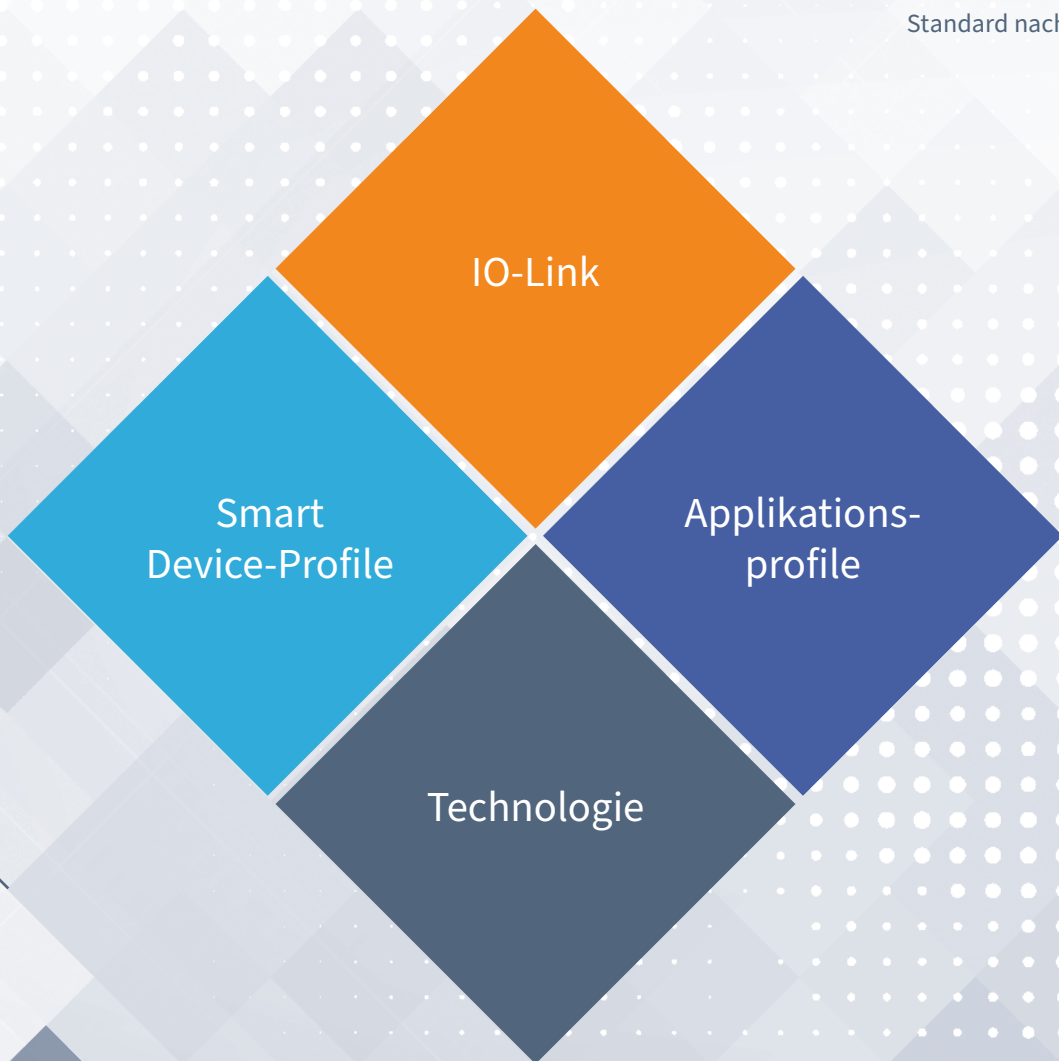 Standard nach
IO-Link
Smart
Device-Profile
Applikations-
profile
Technologie